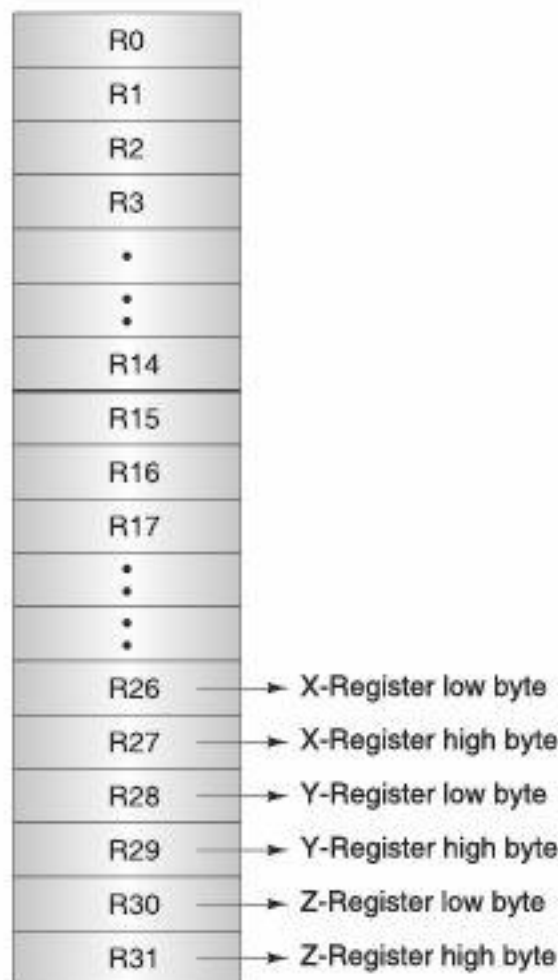 R0
R1
R2
R3
R14
R15
R16
R17
R26 X-Register low byte
R27 X-Register high byte
R28 Y-Register low byte
R29 Y-Register high byte
R30 Z-Register low byte
R31 Z-Register high byte